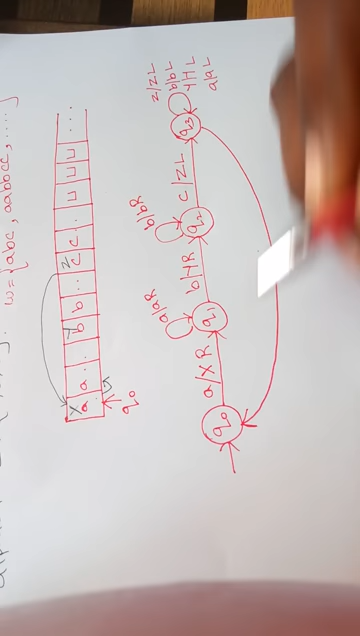 w = {abc, aabbcc, ....}
X Y Z
a a . . b b . . c c . ⊔ ⊔ ⊔ ...
q₀
a/aR b/bR z/zL
b/bL
Y/YL
a/aL
q₀ a/XR q₁ b/YR q₂ c/ZL q₃